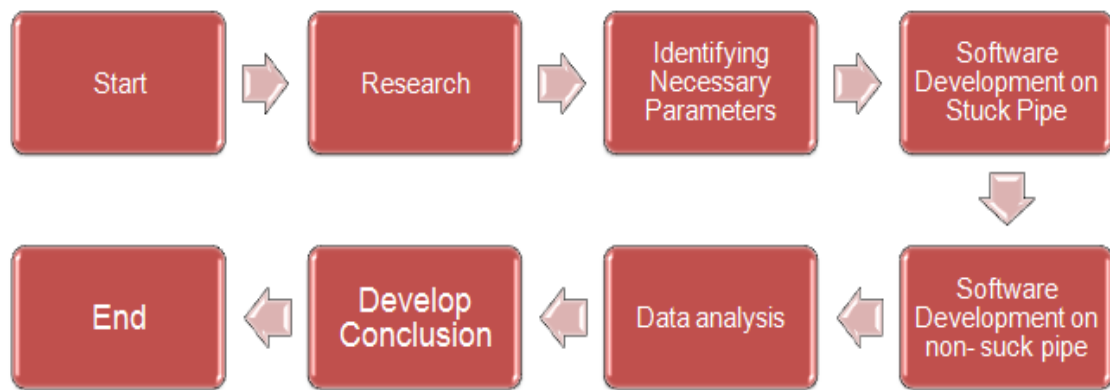 Start
Research
Identifying
Necessary
Parameters
Software
Development on
Stuck Pipe
Software
Development on
non- suck pipe
Data analysis
Develop
Conclusion
End